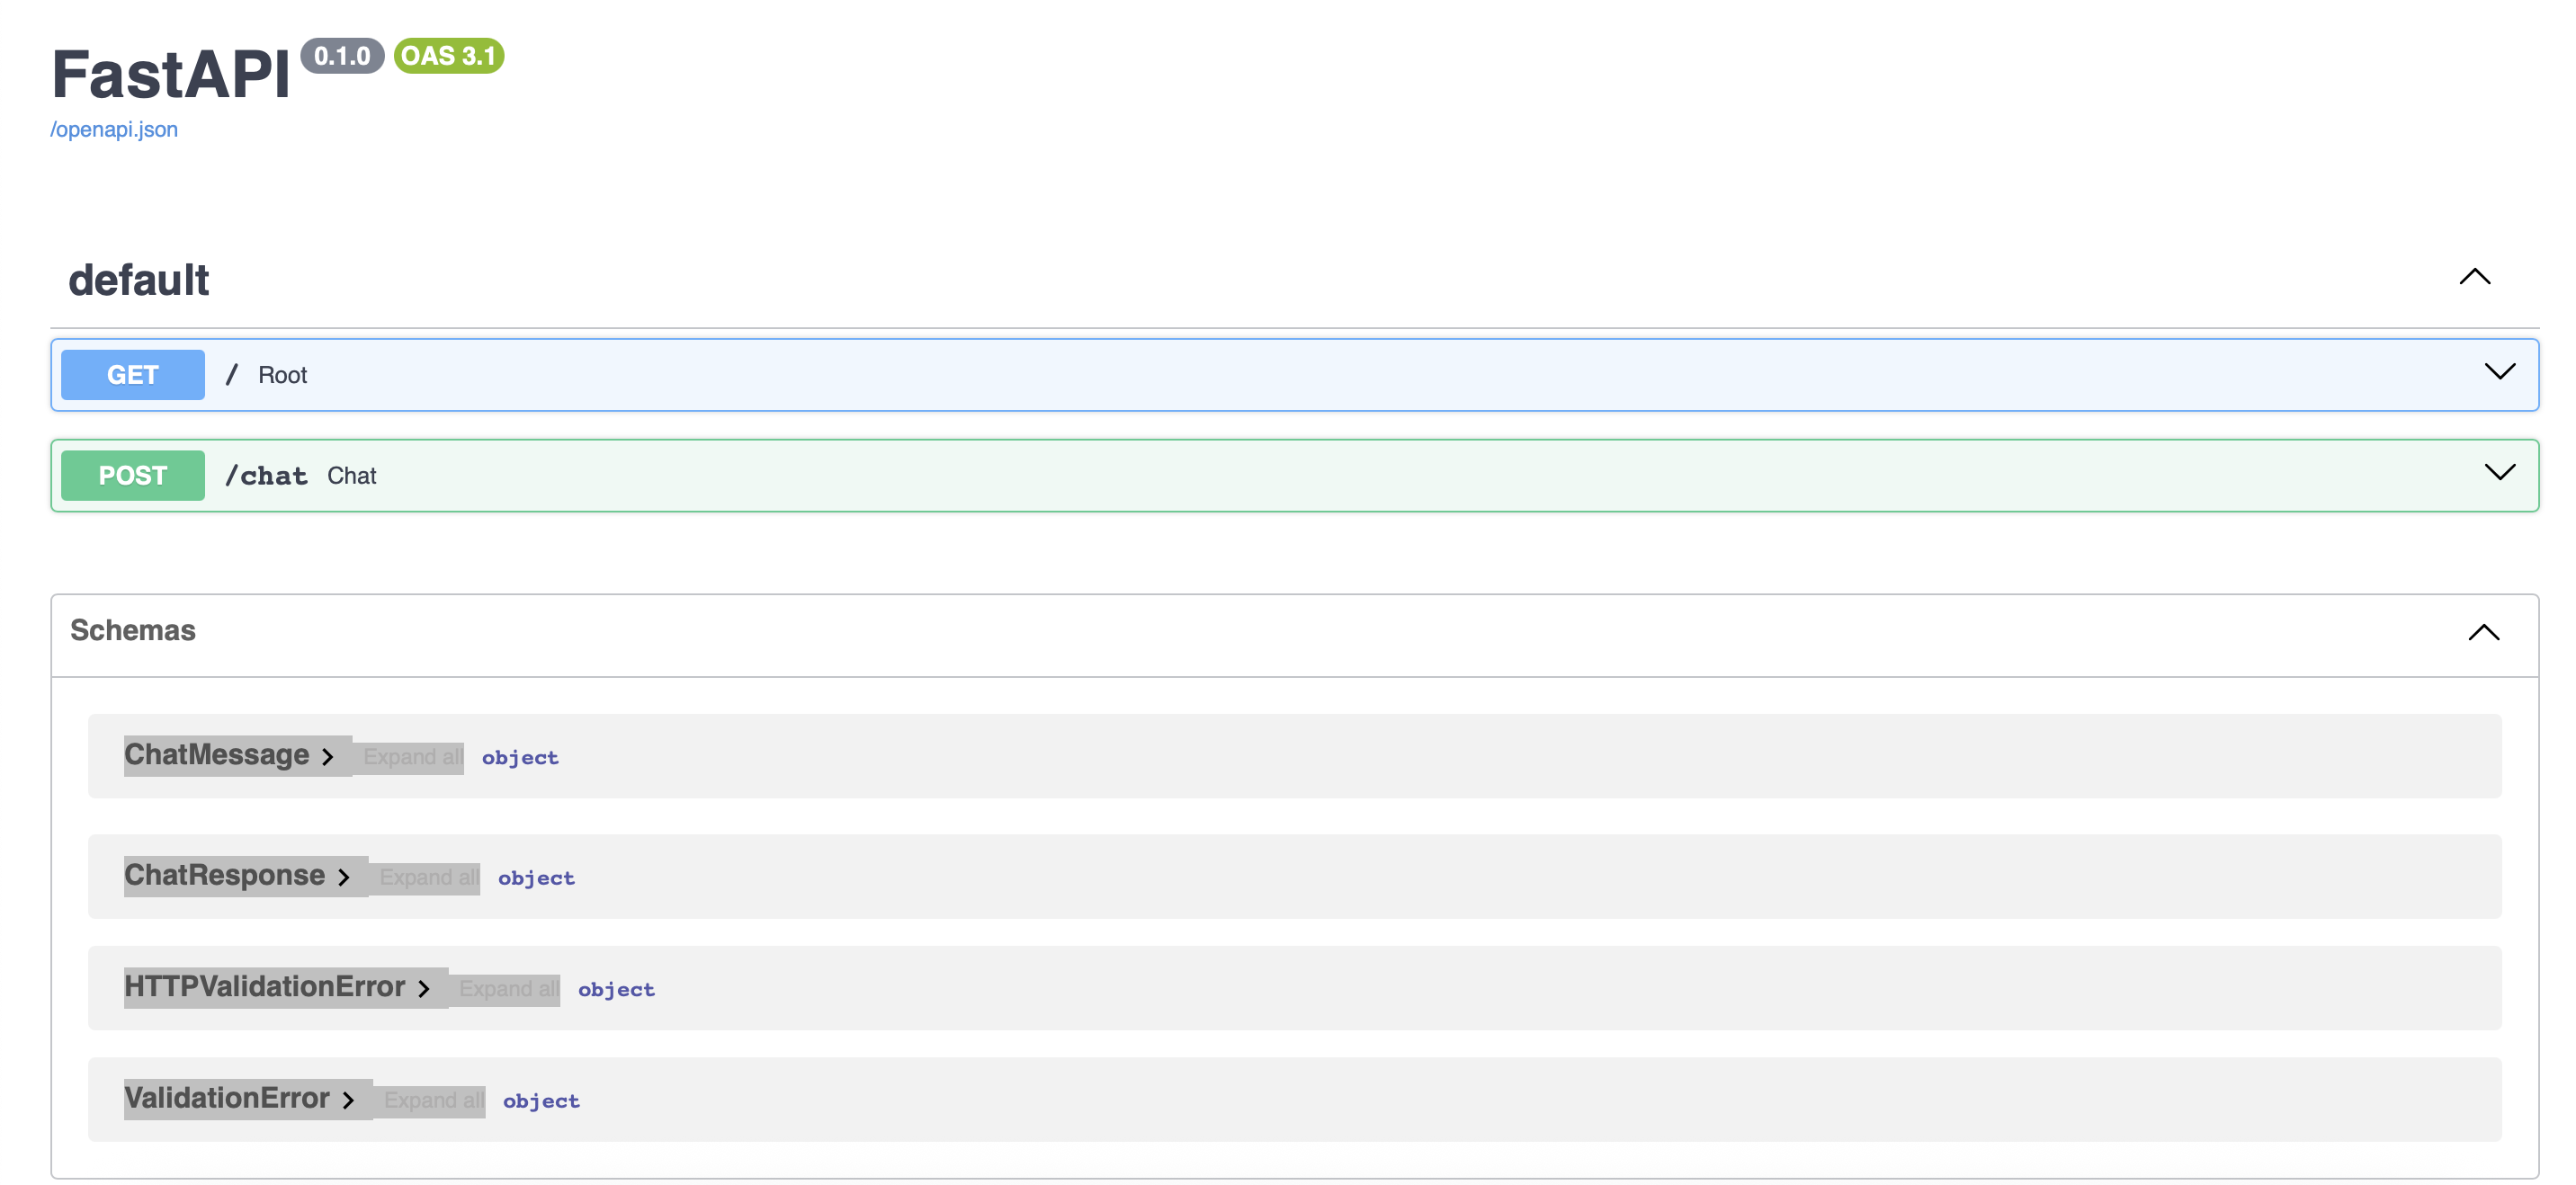 FastAPI 0.1.0 OAS 3.1
/openapi.json
default
GET / Root
POST /chat Chat
Schemas
ChatMessage Expand all object
ChatResponse Expand all object
HTTPValidationError Expand all object
ValidationError Expand all object